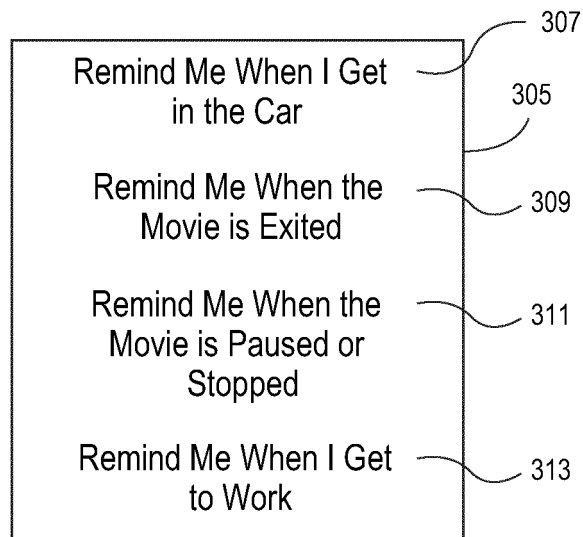 307
Remind Me When I Get
in the Car
305
Remind Me When the
Movie is Exited
309
Remind Me When the
Movie is Paused or
Stopped
311
Remind Me When I Get
to Work
313